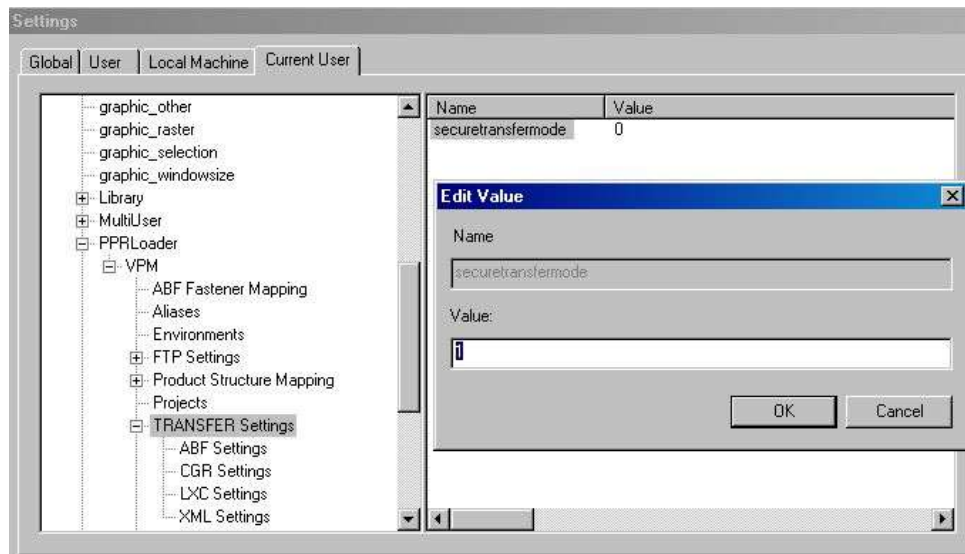 Settings
Global User Local Machine Current User
graphic_other
graphic_raster
graphic_selection
graphic_windowsize
Library
MultiUser
PPRLoader
VPM
ABF Fastener Mapping
Aliases
Environments
FTP Settings
Product Structure Mapping
Projects
TRANSFER Settings
ABF Settings
CGR Settings
LXC Settings
XML Settings
Name Value
securetransfermode 0
Edit Value
Name
securetransfermode
Value:
1
OK Cancel